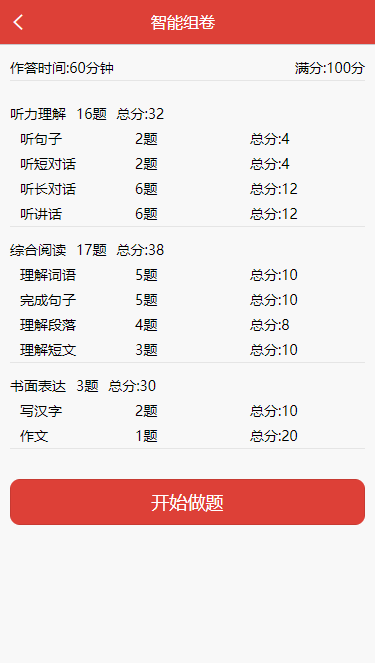 智能组卷
作答时间:60分钟 满分:100分
听力理解 16题 总分:32
听句子 2题 总分:4
听短对话 2题 总分:4
听长对话 6题 总分:12
听讲话 6题 总分:12
综合阅读 17题 总分:38
理解词语 5题 总分:10
完成句子 5题 总分:10
理解段落 4题 总分:8
理解短文 3题 总分:10
书面表达 3题 总分:30
写汉字 2题 总分:10
作文 1题 总分:20
开始做题